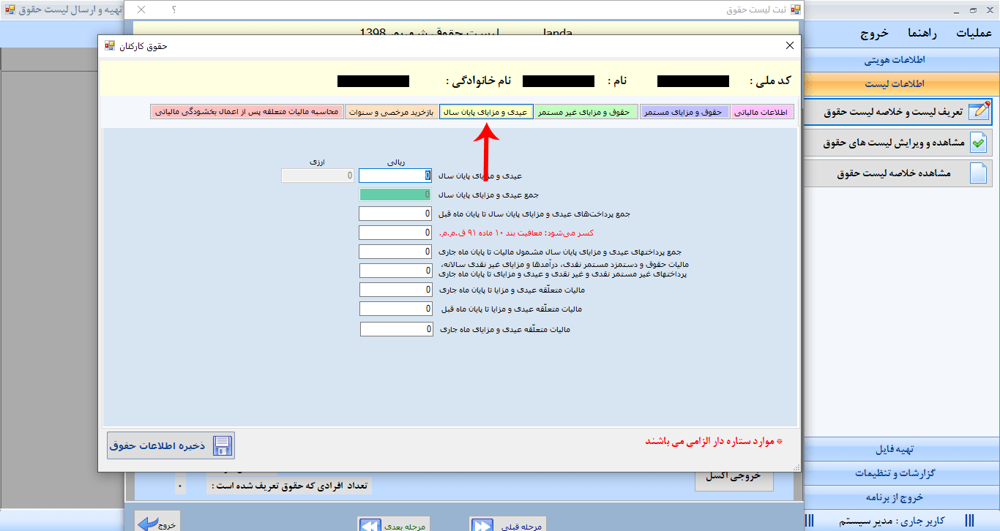 تهیه و ارسال لیست حقوق
؟
ثبت لیست حقوق
عملیات راهنما خروج
لیست حقوق شهریور 1398 landa
حقوق کارکنان
کد ملی : نام : نام خانوادگی :
اطلاعات مالیاتی حقوق و مزایای مستمر حقوق و مزایای غیر مستمر عیدی و مزایای پایان سال بازخرید مرخصی و سنوات محاسبه مالیات متعلقه پس از اعمال بخشودگی مالیاتی
ریالی ارزی
عیدی و مزایای پایان سال 0 0
جمع عیدی و مزایای پایان سال 0
جمع پرداخت‌های عیدی و مزایای پایان سال تا پایان ماه قبل 0
کسر می‌شود: معافیت بند ۱۰ ماده ۹۱ ق.م.م. 0
جمع پرداختهای عیدی و مزایای پایان سال مشمول مالیات تا پایان ماه جاری 0
مالیات حقوق و دستمزد مستمر نقدی، درآمدها و مزایای غیر نقدی سالانه،
پرداختهای غیر مستمر نقدی و غیر نقدی و عیدی و مزایای تا پایان ماه جاری 0
مالیات متعلّقه عیدی و مزایا تا پایان ماه جاری 0
مالیات متعلّقه عیدی و مزایا تا پایان ماه قبل 0
مالیات متعلّقه عیدی و مزایای ماه جاری 0
* موارد ستاره دار الزامی می باشند
ذخیره اطلاعات حقوق
اطلاعات هویتی
اطلاعات لیست
تعریف لیست و خلاصه لیست حقوق
مشاهده و ویرایش لیست های حقوق
مشاهده خلاصه لیست حقوق
تهیه فایل
گزارشات و تنظیمات
خروج از برنامه
کاربر جاری : مدیر سیستم
خروجی اکسل
تعداد افرادی که حقوق تعریف شده است : ۰
مرحله قبلی مرحله بعدی خروج